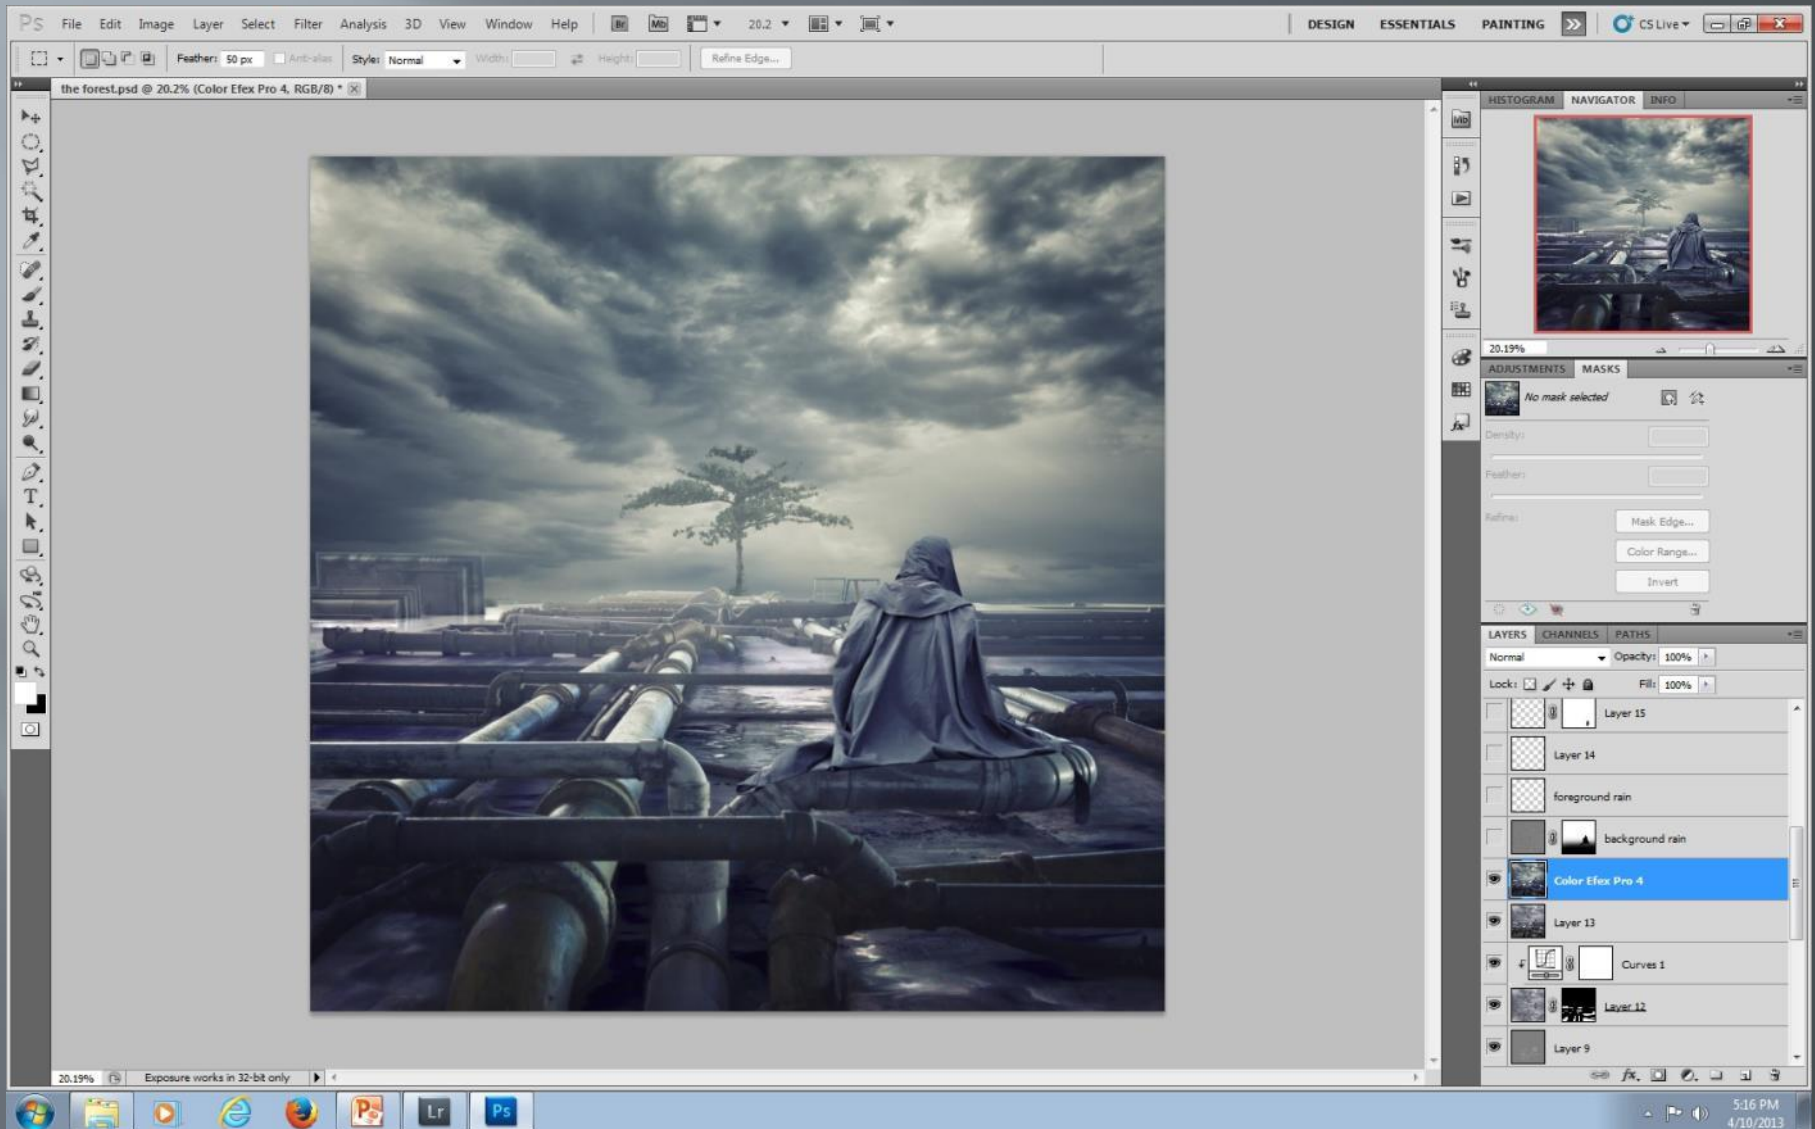 Ps File Edit Image Layer Select Filter Analysis 3D View Window Help Br Mb 20.2 DESIGN ESSENTIALS PAINTING CS Live
Feather: 50 px Anti-alias Style: Normal Width: Height: Refine Edge...
the forest.psd @ 20.2% (Color Efex Pro 4, RGB/8) *
HISTOGRAM NAVIGATOR INFO
Mb
20.19%
ADJUSTMENTS MASKS
No mask selected
Density:
Feather:
Refine: Mask Edge...
Color Range...
Invert
LAYERS CHANNELS PATHS
Normal Opacity: 100%
Lock: Fill: 100%
Layer 15
Layer 14
foreground rain
background rain
Color Efex Pro 4
Layer 13
Curves 1
Layer 12
Layer 9
20.19% Exposure works in 32-bit only
Lr Ps
5:16 PM
4/10/2013